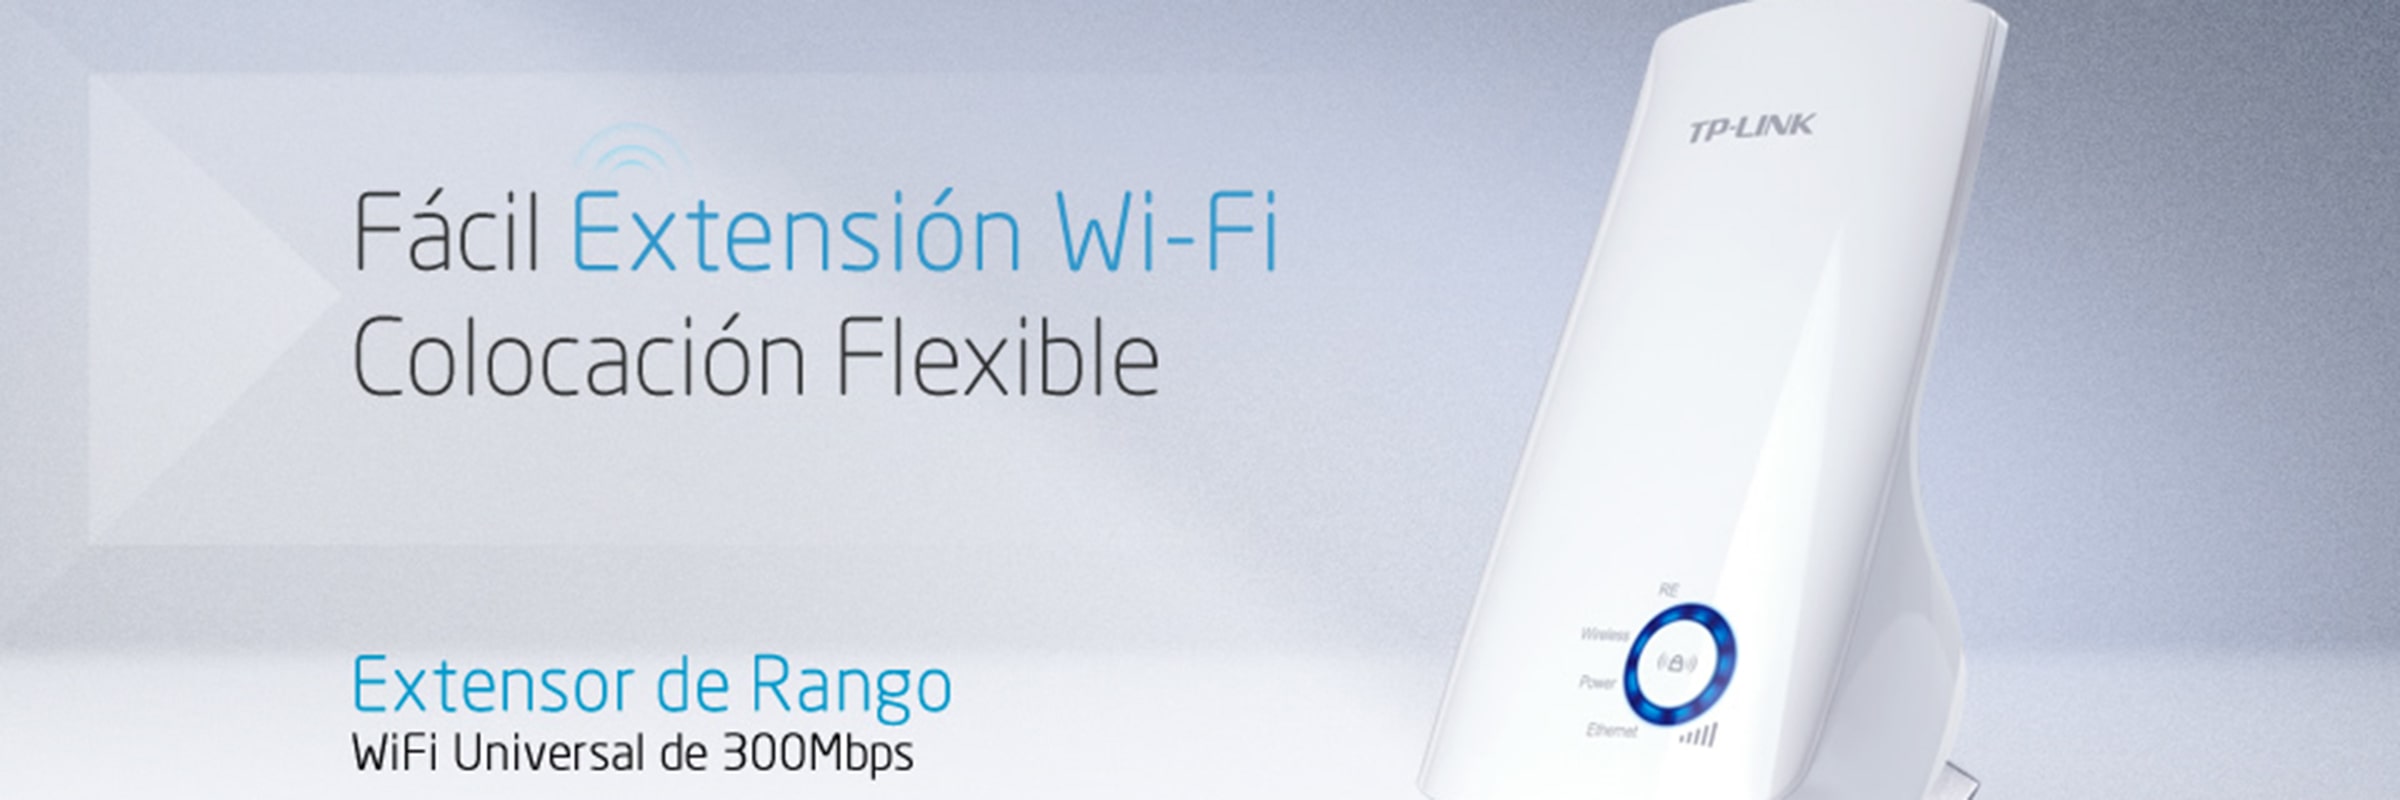 Fácil Extensión Wi-Fi
Colocación Flexible
Extensor de Rango
WiFi Universal de 300Mbps
TP-LINK
RE
Wireless
Power
Ethernet